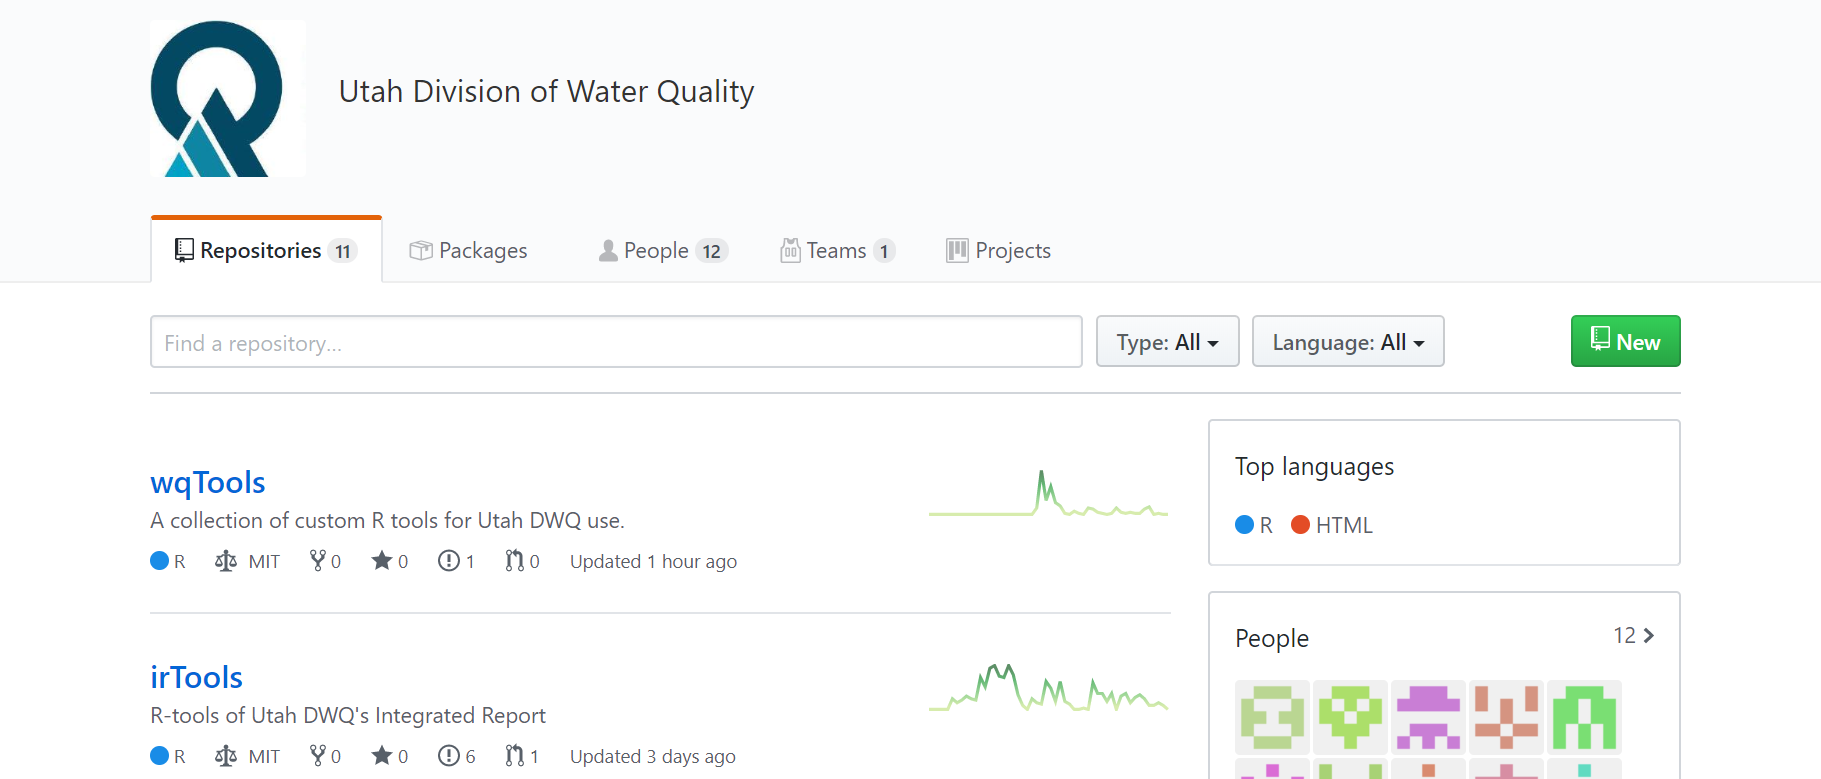 Utah Division of Water Quality
Repositories 11 Packages People 12 Teams 1 Projects
Find a repository... Type: All Language: All New
wqTools
A collection of custom R tools for Utah DWQ use.
R MIT 0 0 1 0 Updated 1 hour ago
irTools
R-tools of Utah DWQ's Integrated Report
R MIT 0 0 6 1 Updated 3 days ago
Top languages
R HTML
People 12